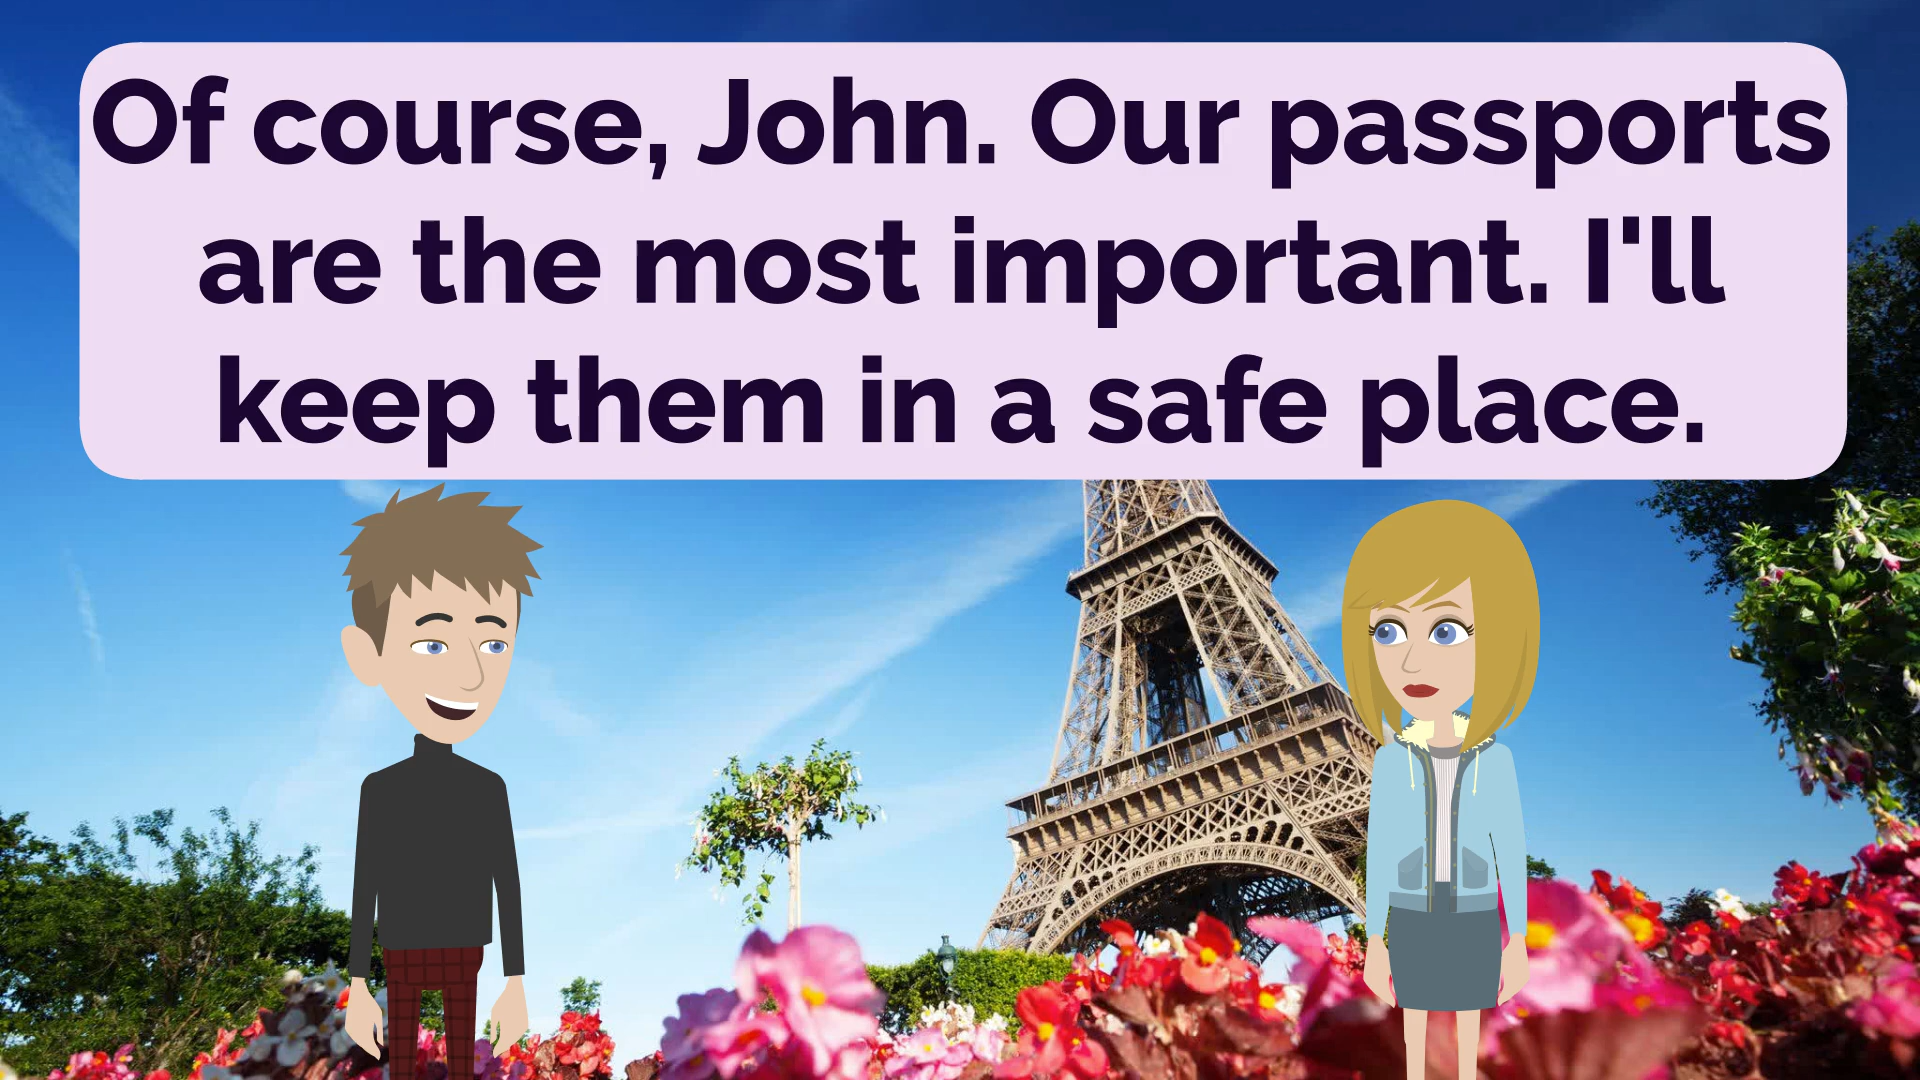 Of course, John. Our passports
are the most important. I'll
keep them in a safe place.